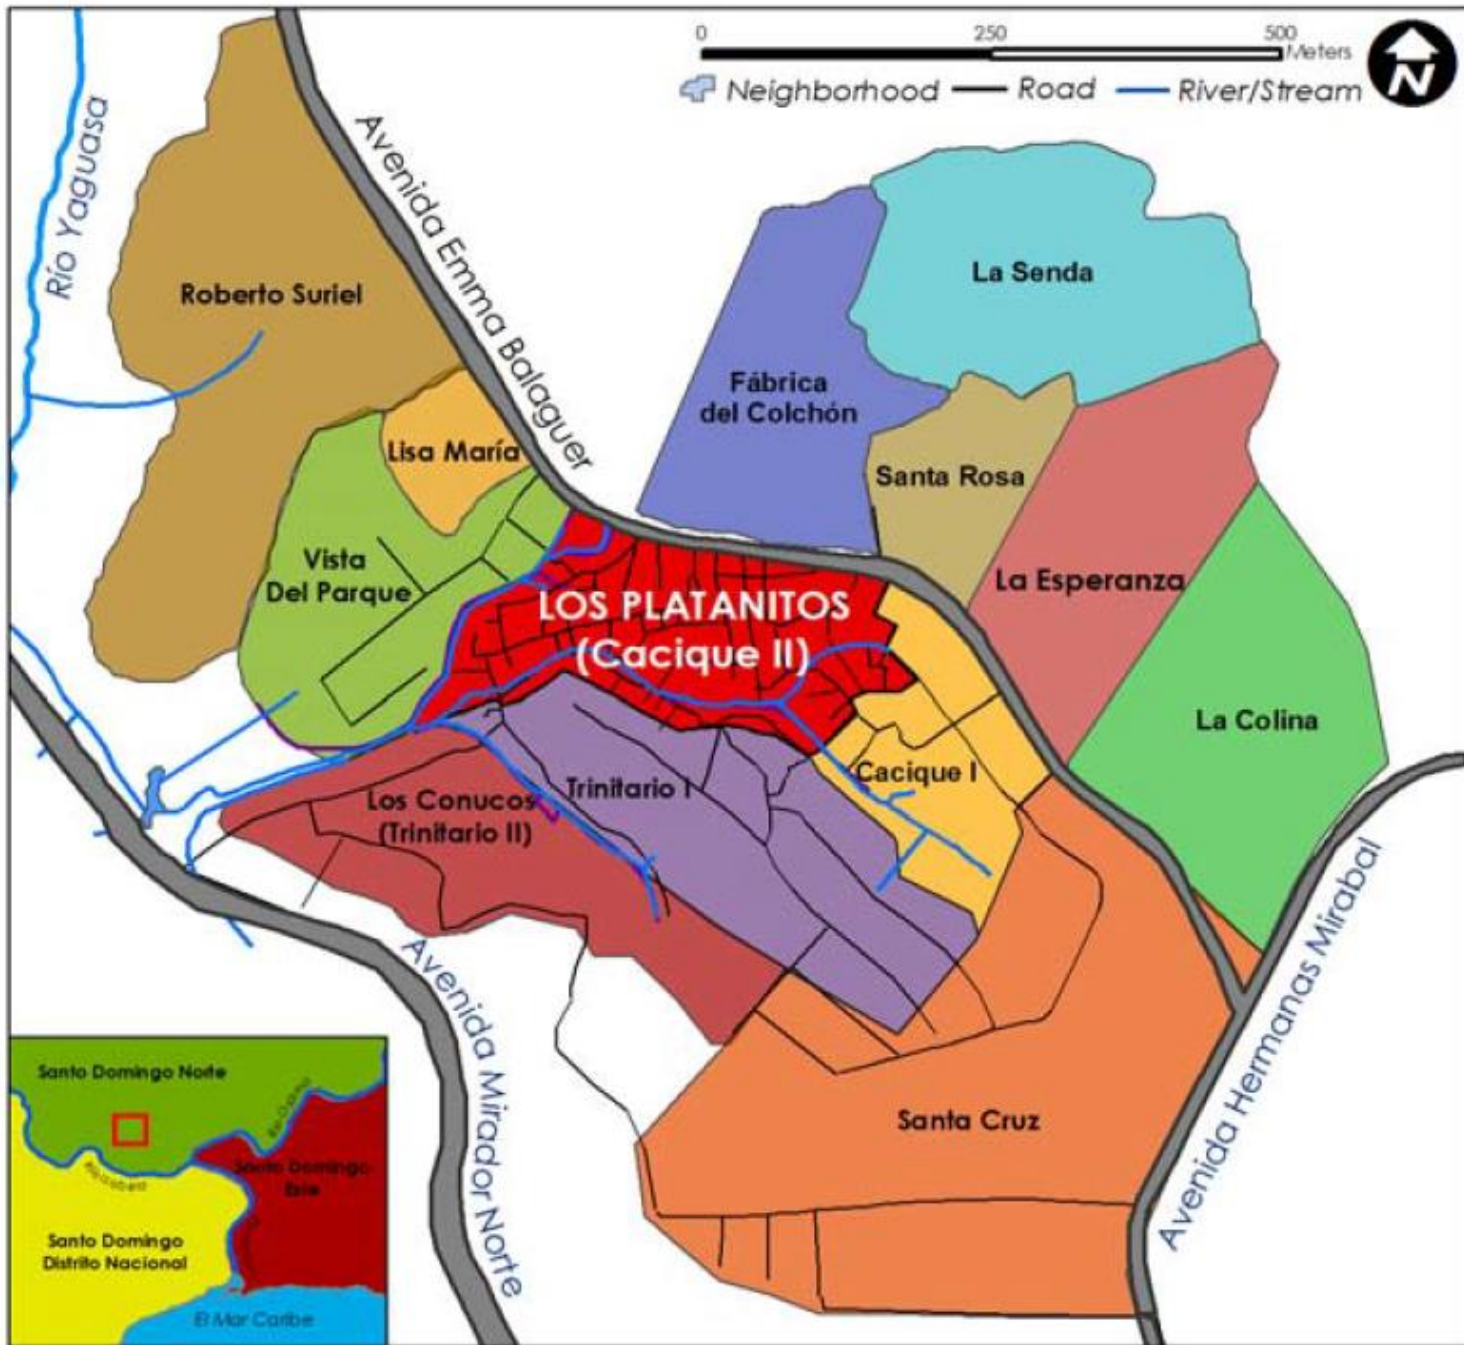 0 250 500
Meters
Neighborhood Road River/Stream
N
Río Yaguasa
Avenida Emma Balaguer
Roberto Suriel
La Senda
Fábrica
del Colchón
Lisa María
Santa Rosa
Vista
Del Parque
La Esperanza
LOS PLATANITOS
(Cacique II)
La Colina
Cacique I
Trinitario I
Los Conucos
(Trinitario II)
Avenida Hermanas Mirabal
Avenida Mirador Norte
Santa Cruz
Santo Domingo Norte
Santo Domingo
Este
Santo Domingo
Distrito Nacional
El Mar Caribe